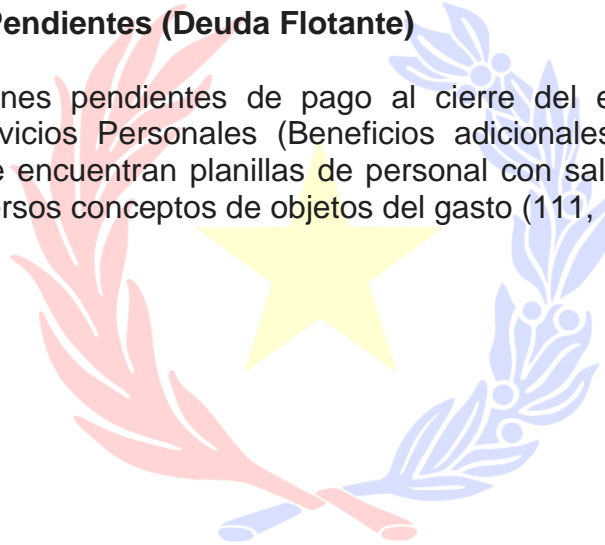 Pendientes (Deuda Flotante)
nes pendientes de pago al cierre del e
vicios Personales (Beneficios adicionales
e encuentran planillas de personal con sal
ersos conceptos de objetos del gasto (111,